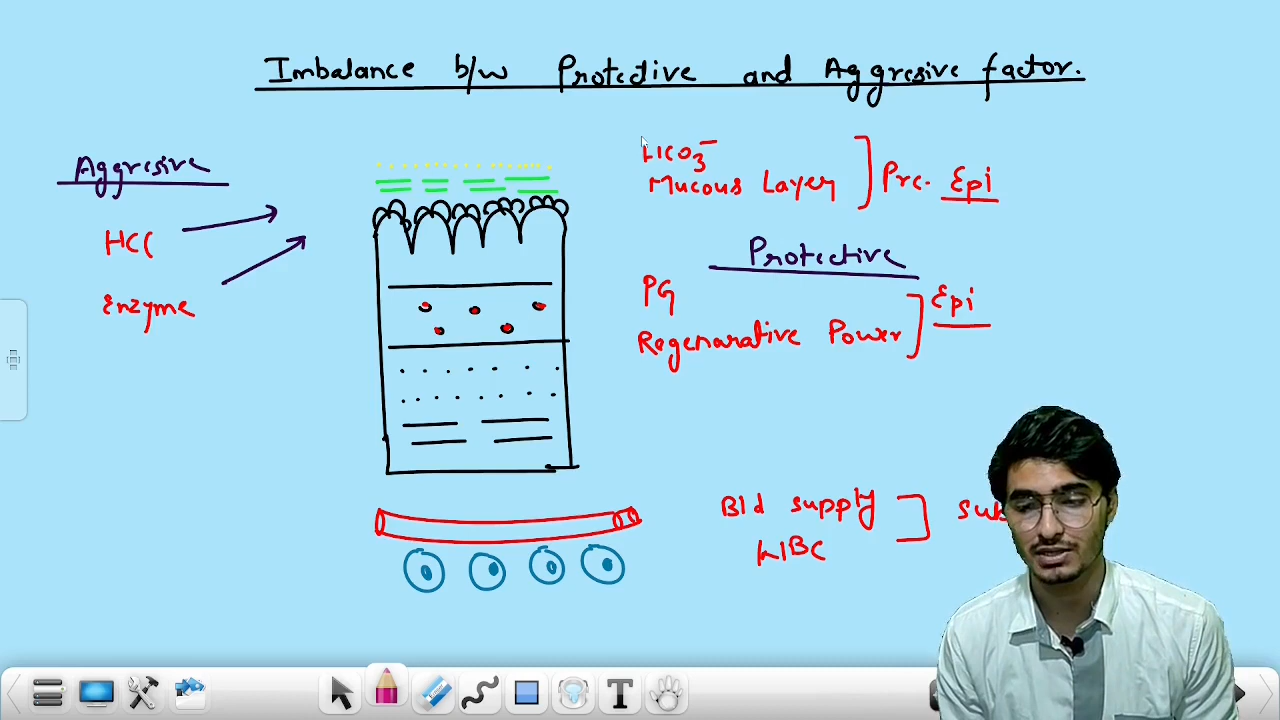 Imbalance b/w Protective and Aggresive factor.
Aggresive
HCl
Enzyme
HCO3⁻
Mucous Layer
Pre. Epi
Protective
PG
Regenarative Power
Epi
Bld supply
WBC
Sub
T